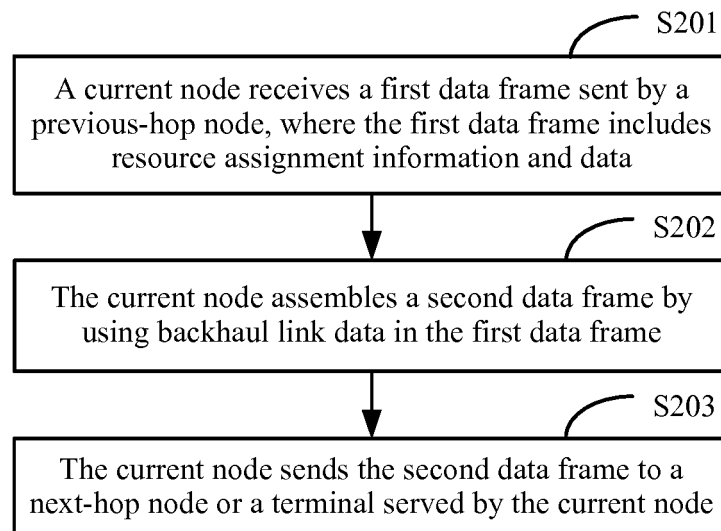 S201
A current node receives a first data frame sent by a
previous-hop node, where the first data frame includes
resource assignment information and data
S202
The current node assembles a second data frame by
using backhaul link data in the first data frame
S203
The current node sends the second data frame to a
next-hop node or a terminal served by the current node